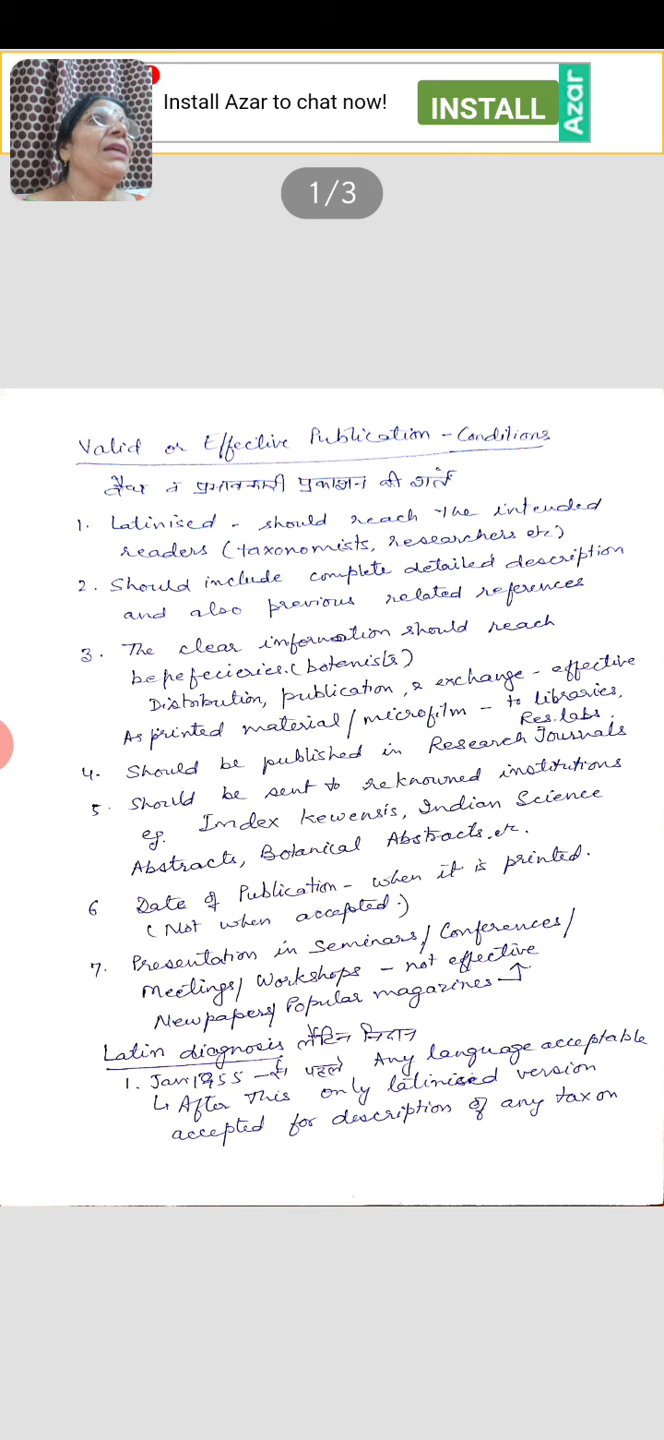 Install Azar to chat now!
INSTALL
Azar
1/3
Valid or Effective Publication - Conditions
वैध व प्रभावकारी प्रकाशन की शर्तें
1. Latinised - should reach the intended
readers (taxonomists, researchers etc)
2. Should include complete detailed description
and also previous related references
3. The clear information should reach
bepefecieries. (botanists)
Distribution, publication, & exchange - effective
As printed material/microfilm - to libraries,
Res. labs.
4. Should be published in Research Journals
5. Should be sent to reknowned institutions
eg. Index Kewensis, Indian Science
Abstracts, Botanical Abstracts, etc.
6 Date of Publication - when it is printed.
(Not when accepted.)
7. Presentation in Seminars/Conferences/
Meetings/Workshops - not effective
Newpapers/Popular magazines
Latin diagnosis लैटिन निदान
1. Jan 1955 - से पहले Any language acceptable
↳ After this only latinised version
accepted for description of any taxon